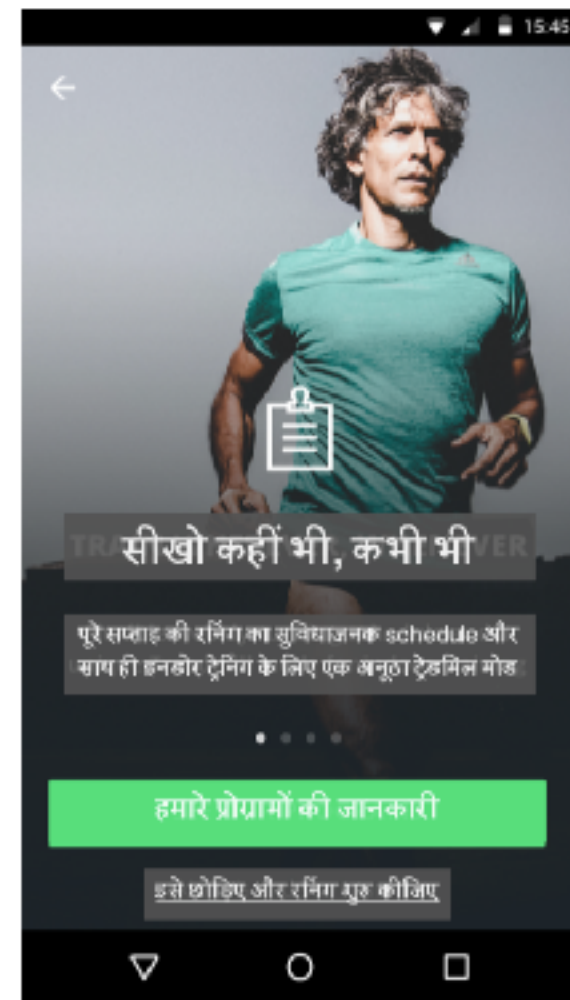 15:45
सीखो कहीं भी, कभी भी
पूरे सप्ताह की रनिंग का सुविधाजनक schedule और
साथ ही इनडोर ट्रेनिंग के लिए एक अनूठा ट्रेडमिल मोड
हमारे प्रोग्रामों की जानकारी
इसे छोड़िए और रनिंग शुरु कीजिए